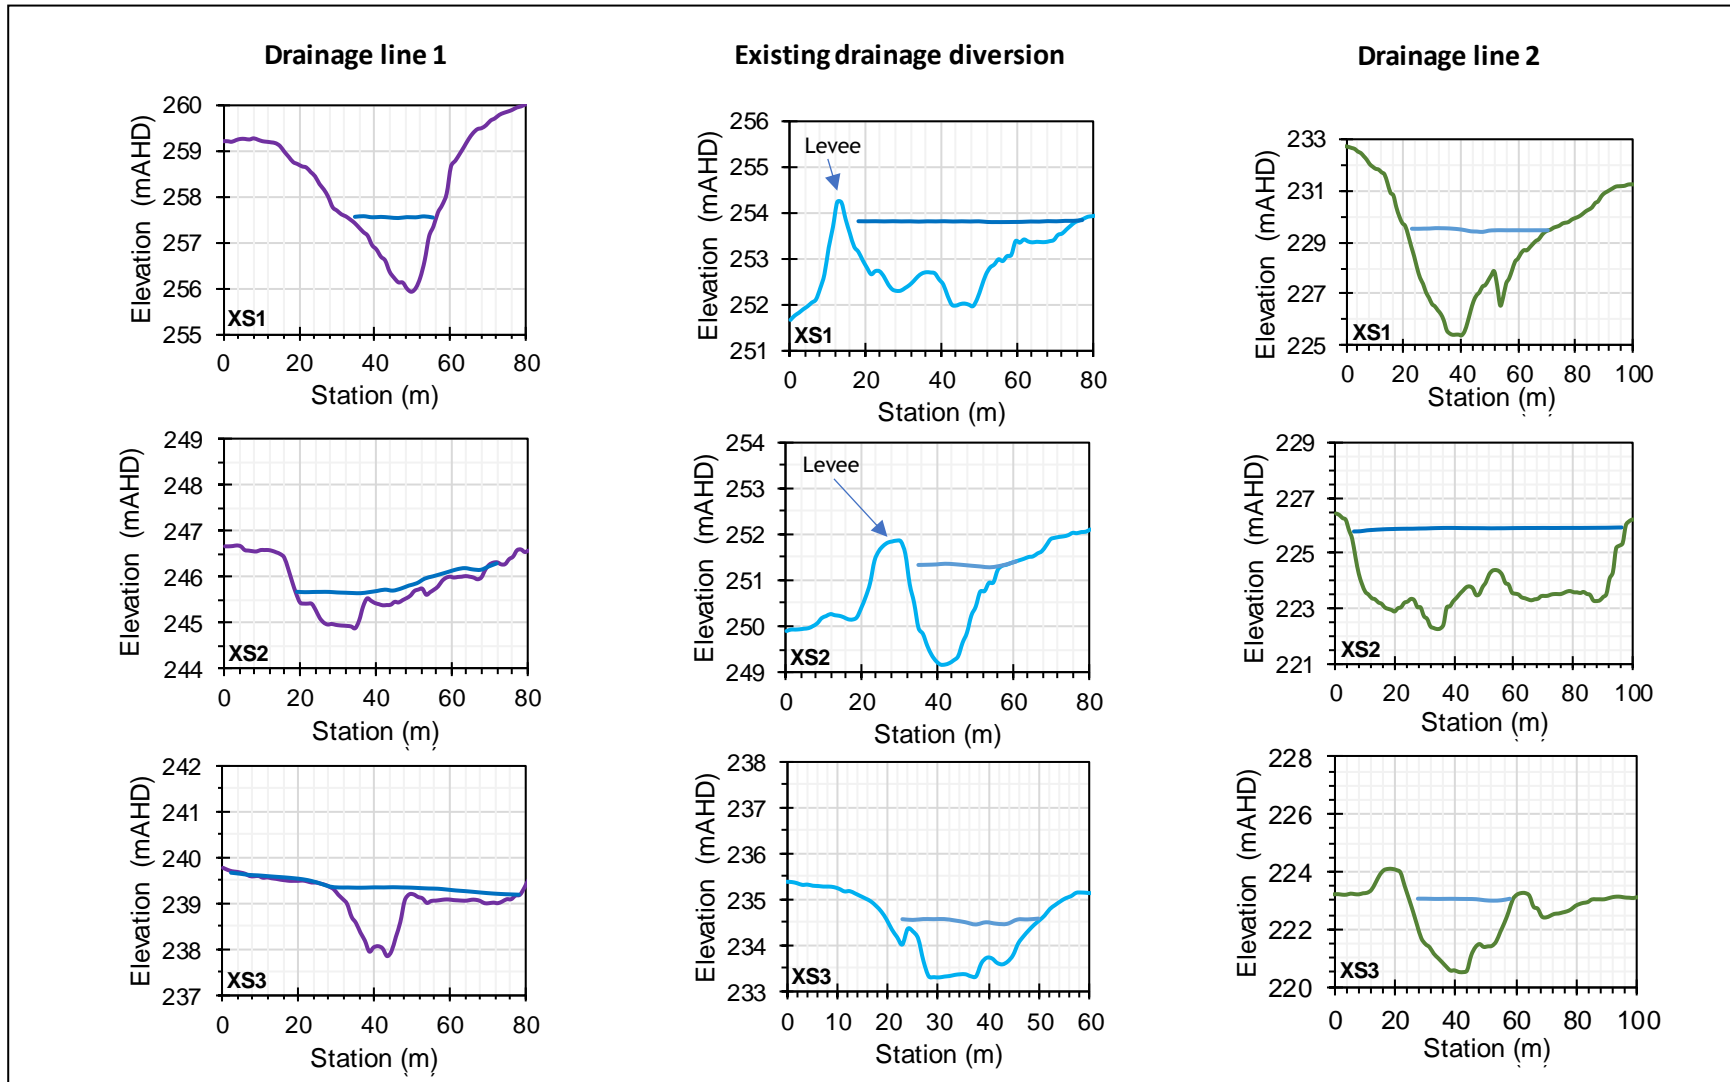 Drainage line 1
Existing drainage diversion
Drainage line 2
260
259
258
257
256
255
Elevation (mAHD)
XS1
0 20 40 60 80
Station (m)
256
255
254
253
252
251
Elevation (mAHD)
Levee
XS1
0 20 40 60 80
Station (m)
233
231
229
227
225
Elevation (mAHD)
XS1
0 20 40 60 80 100
Station (m)
249
248
247
246
245
244
Elevation (mAHD)
XS2
0 20 40 60 80
Station (m)
254
253
252
251
250
249
Elevation (mAHD)
Levee
XS2
0 20 40 60 80
Station (m)
229
227
225
223
221
Elevation (mAHD)
XS2
0 20 40 60 80 100
Station (m)
242
241
240
239
238
237
Elevation (mAHD)
XS3
0 20 40 60 80
Station (m)
238
237
236
235
234
233
Elevation (mAHD)
XS3
0 10 20 30 40 50 60
Station (m)
228
226
224
222
220
Elevation (mAHD)
XS3
0 20 40 60 80 100
Station (m)